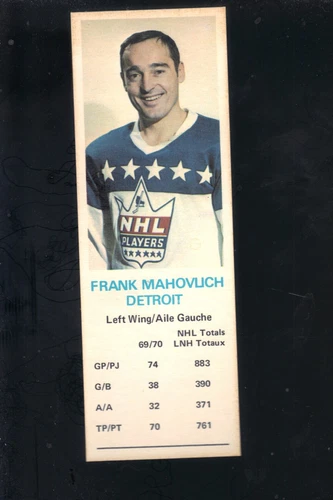 NHL
PLAYERS
FRANK MAHOVLICH
DETROIT
Left Wing/Aile Gauche
NHL Totals
69/70 LNH Totaux
GP/PJ 74 883
G/B 38 390
A/A 32 371
TP/PT 70 761